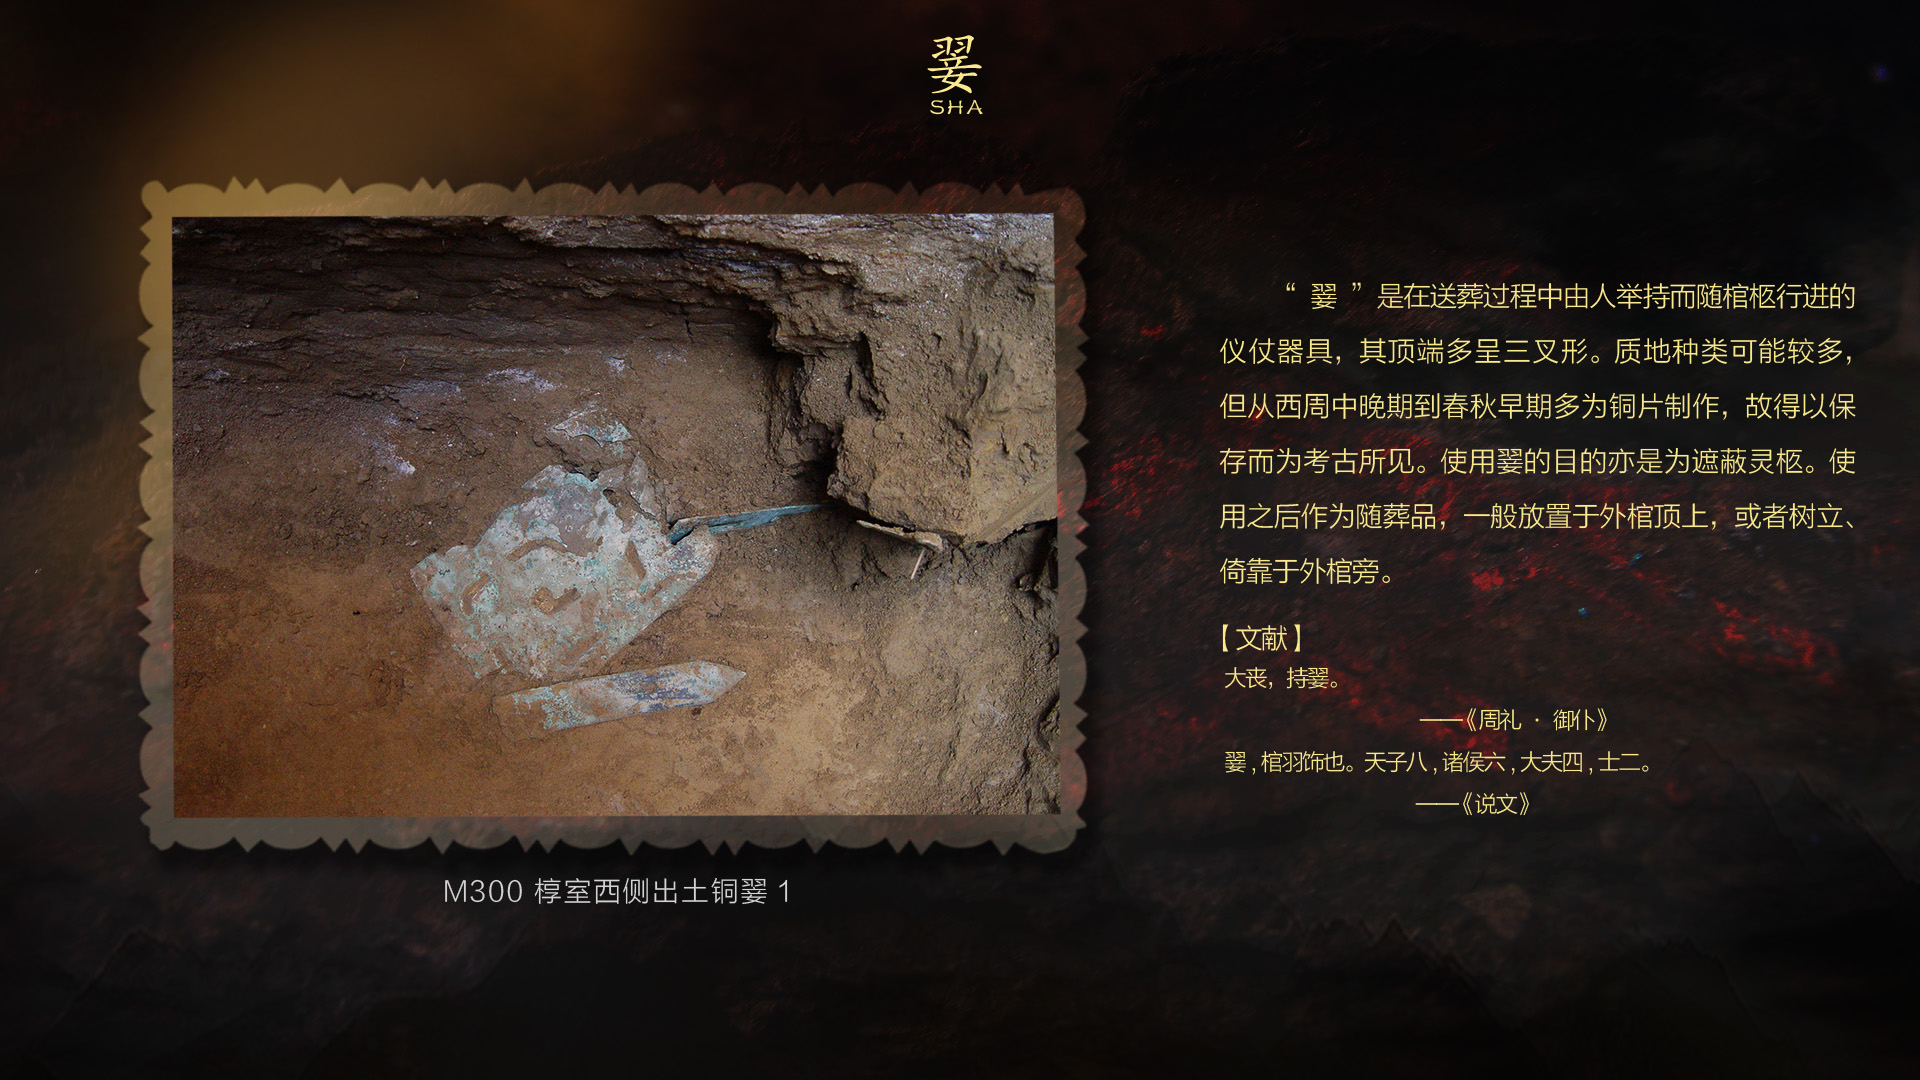 翣
SHA
“ 翣 ”是在送葬过程中由人举持而随棺柩行进的
仪仗器具，其顶端多呈三叉形。质地种类可能较多，
但从西周中晚期到春秋早期多为铜片制作，故得以保
存而为考古所见。使用翣的目的亦是为遮蔽灵柩。使
用之后作为随葬品，一般放置于外棺顶上，或者树立、
倚靠于外棺旁。
【文献】
大丧，持翣。
——《周礼 · 御仆》
翣，棺羽饰也。天子八，诸侯六，大夫四，士二。
——《说文》
M300 椁室西侧出土铜翣 1